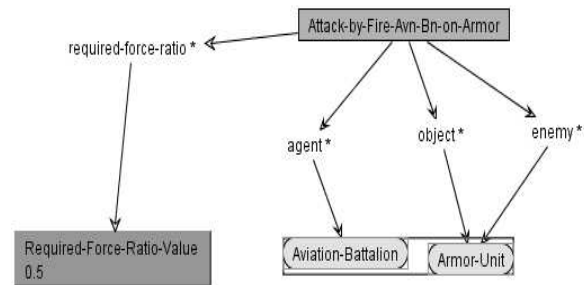 Attack-by-Fire-Avn-Bn-on-Armor
required-force-ratio *
agent *
object *
enemy *
Required-Force-Ratio-Value
0.5
Aviation-Battalion
Armor-Unit